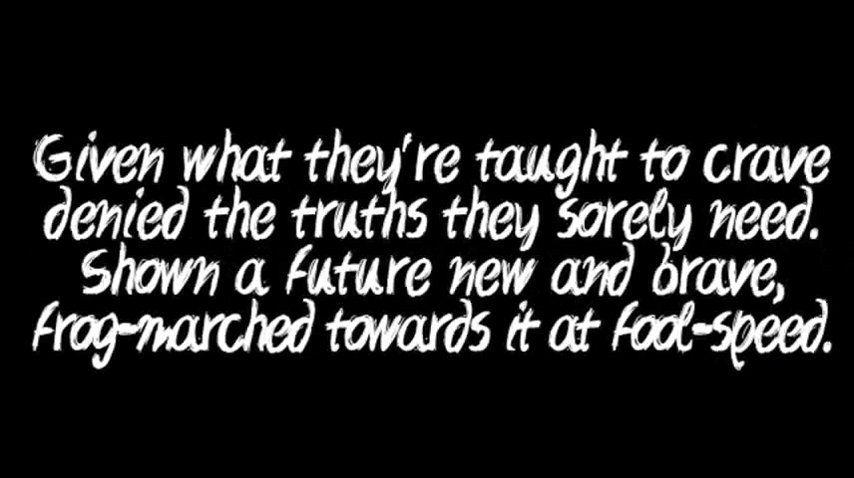 Given what they're taught to crave
denied the truths they sorely need.
Shown a future new and brave,
frog-marched towards it at fool-speed.